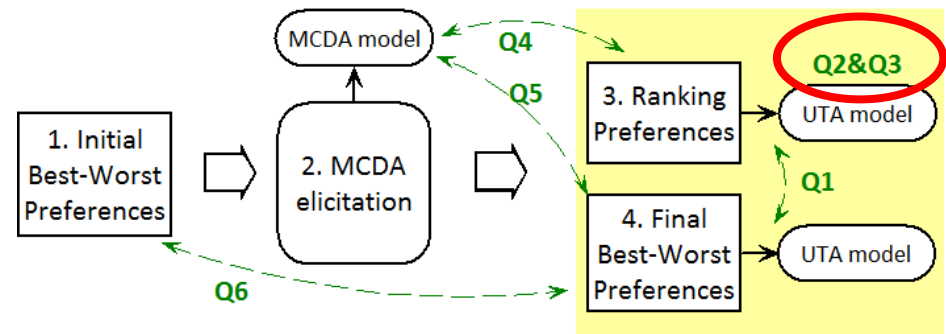 MCDA model
Q4
Q2&Q3
Q5
3. Ranking
Preferences
UTA model
1. Initial
Best-Worst
Preferences
2. MCDA
elicitation
Q1
4. Final
Best-Worst
Preferences
UTA model
Q6